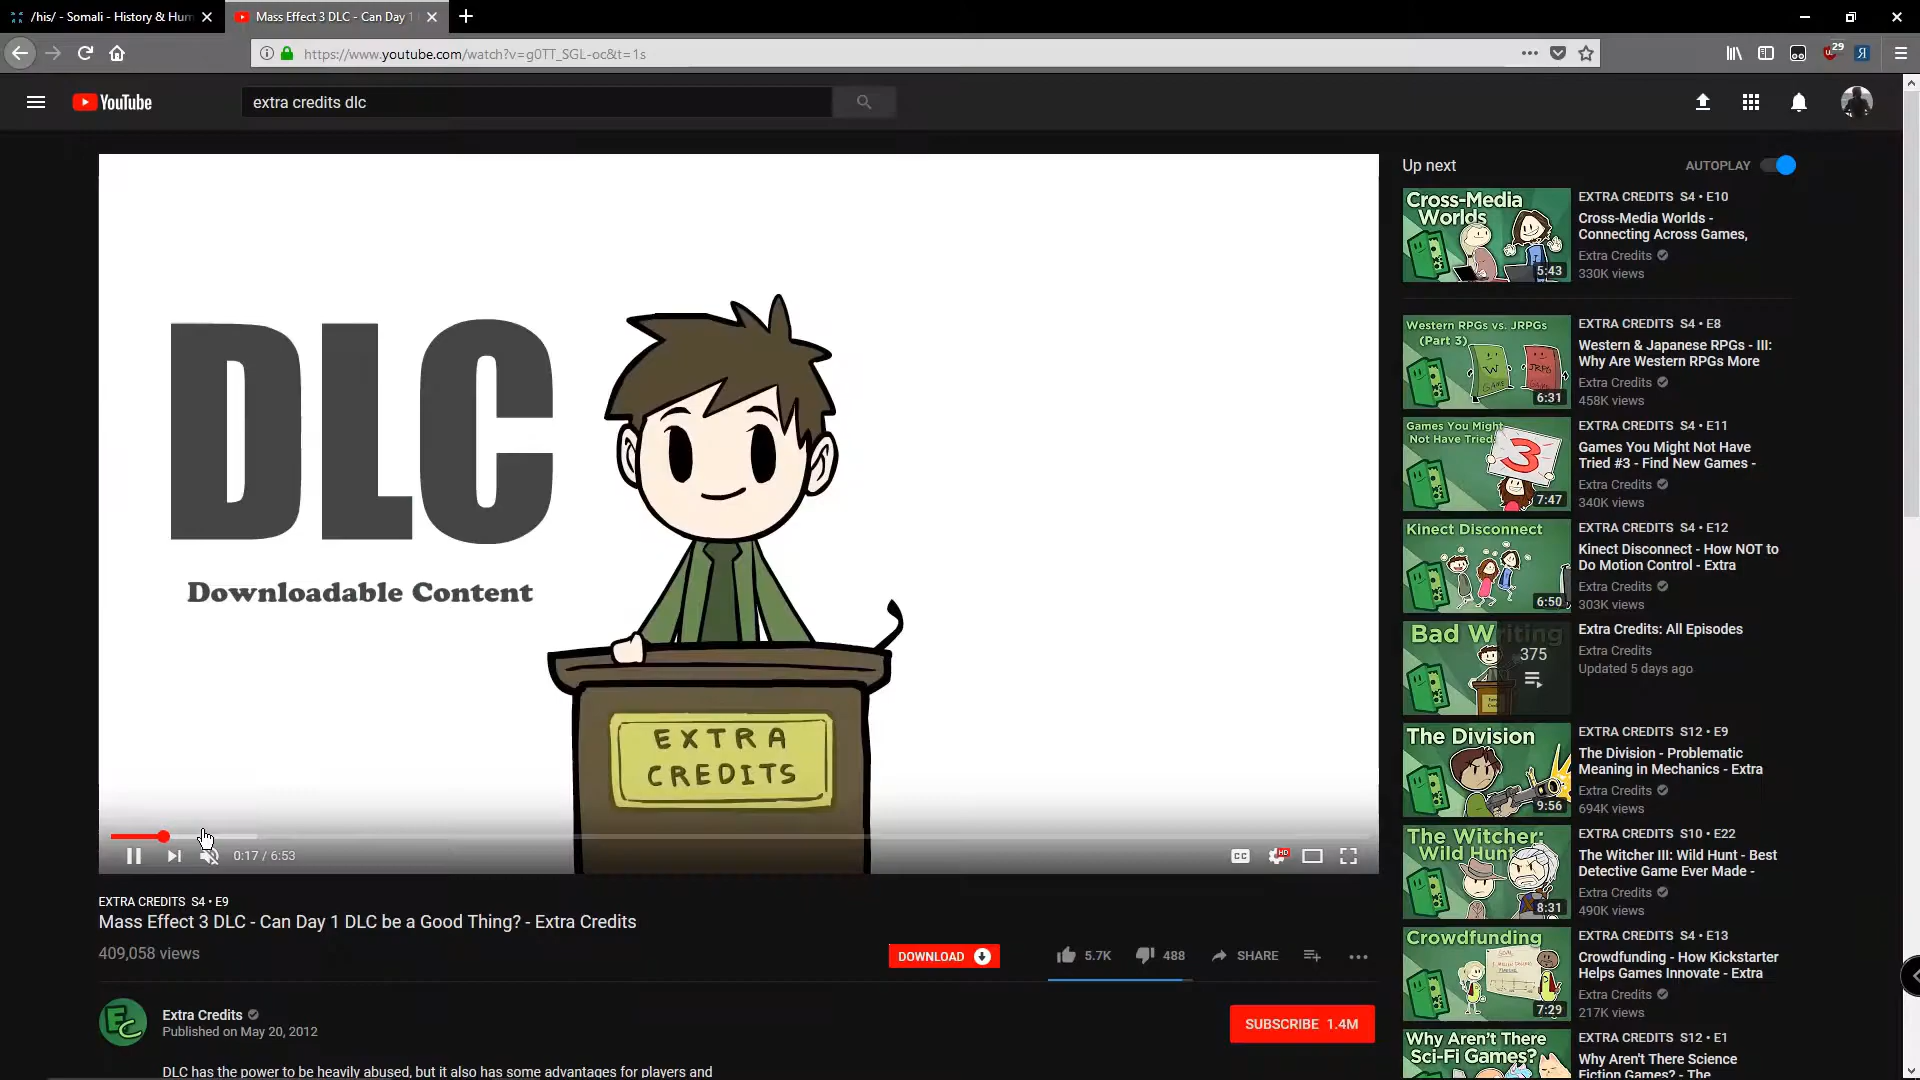 /his/ - Somali - History & Hum
Mass Effect 3 DLC - Can Day 1
https://www.youtube.com/watch?v=g0TT_SGL-oc&t=1s
29
Я
YouTube
extra credits dlc
DLC
Downloadable Content
EXTRA
CREDITS
0:17 / 6:53
CC
HD
EXTRA CREDITS S4 • E9
Mass Effect 3 DLC - Can Day 1 DLC be a Good Thing? - Extra Credits
409,058 views
DOWNLOAD
5.7K
488
SHARE
Extra Credits
Published on May 20, 2012
SUBSCRIBE 1.4M
DLC has the power to be heavily abused, but it also has some advantages for players and
Up next
AUTOPLAY
Cross-Media
Worlds
5:43
EXTRA CREDITS S4 • E10
Cross-Media Worlds -
Connecting Across Games,
Extra Credits
330K views
Western RPGs vs. JRPGs
(Part 3)
W
GAME
JRPG
GAME
6:31
EXTRA CREDITS S4 • E8
Western & Japanese RPGs - III:
Why Are Western RPGs More
Extra Credits
458K views
Games You Might
Not Have Tried
3
7:47
EXTRA CREDITS S4 • E11
Games You Might Not Have
Tried #3 - Find New Games -
Extra Credits
340K views
Kinect Disconnect
6:50
EXTRA CREDITS S4 • E12
Kinect Disconnect - How NOT to
Do Motion Control - Extra
Extra Credits
303K views
Bad Writing
375
Extra Credits: All Episodes
Extra Credits
Updated 5 days ago
The Division
9:56
EXTRA CREDITS S12 • E9
The Division - Problematic
Meaning in Mechanics - Extra
Extra Credits
694K views
The Witcher:
Wild Hunt
8:31
EXTRA CREDITS S10 • E22
The Witcher III: Wild Hunt - Best
Detective Game Ever Made -
Extra Credits
490K views
Crowdfunding
7:29
EXTRA CREDITS S4 • E13
Crowdfunding - How Kickstarter
Helps Games Innovate - Extra
Extra Credits
217K views
Why Aren't There
Sci-Fi Games?
EXTRA CREDITS S12 • E1
Why Aren't There Science
Fiction Games? - The